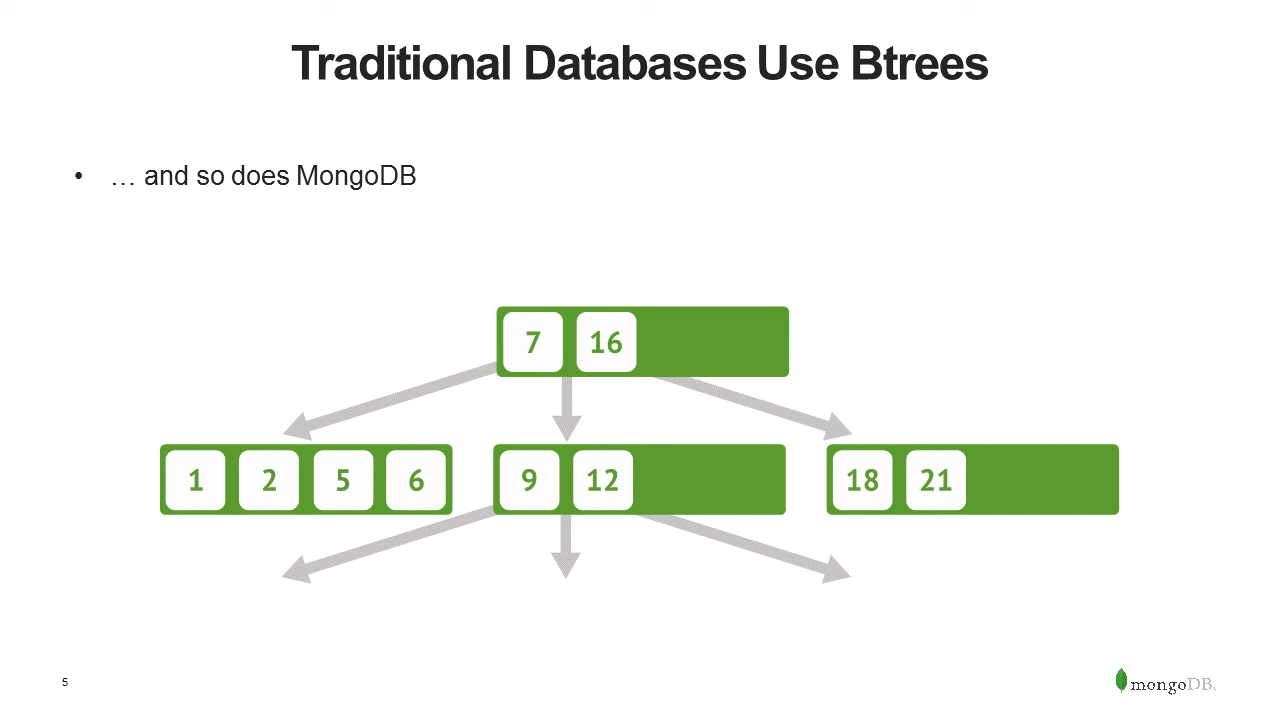 Traditional Databases Use Btrees
• … and so does MongoDB
7 16
1 2 5 6 9 12 18 21
5
mongoDB.